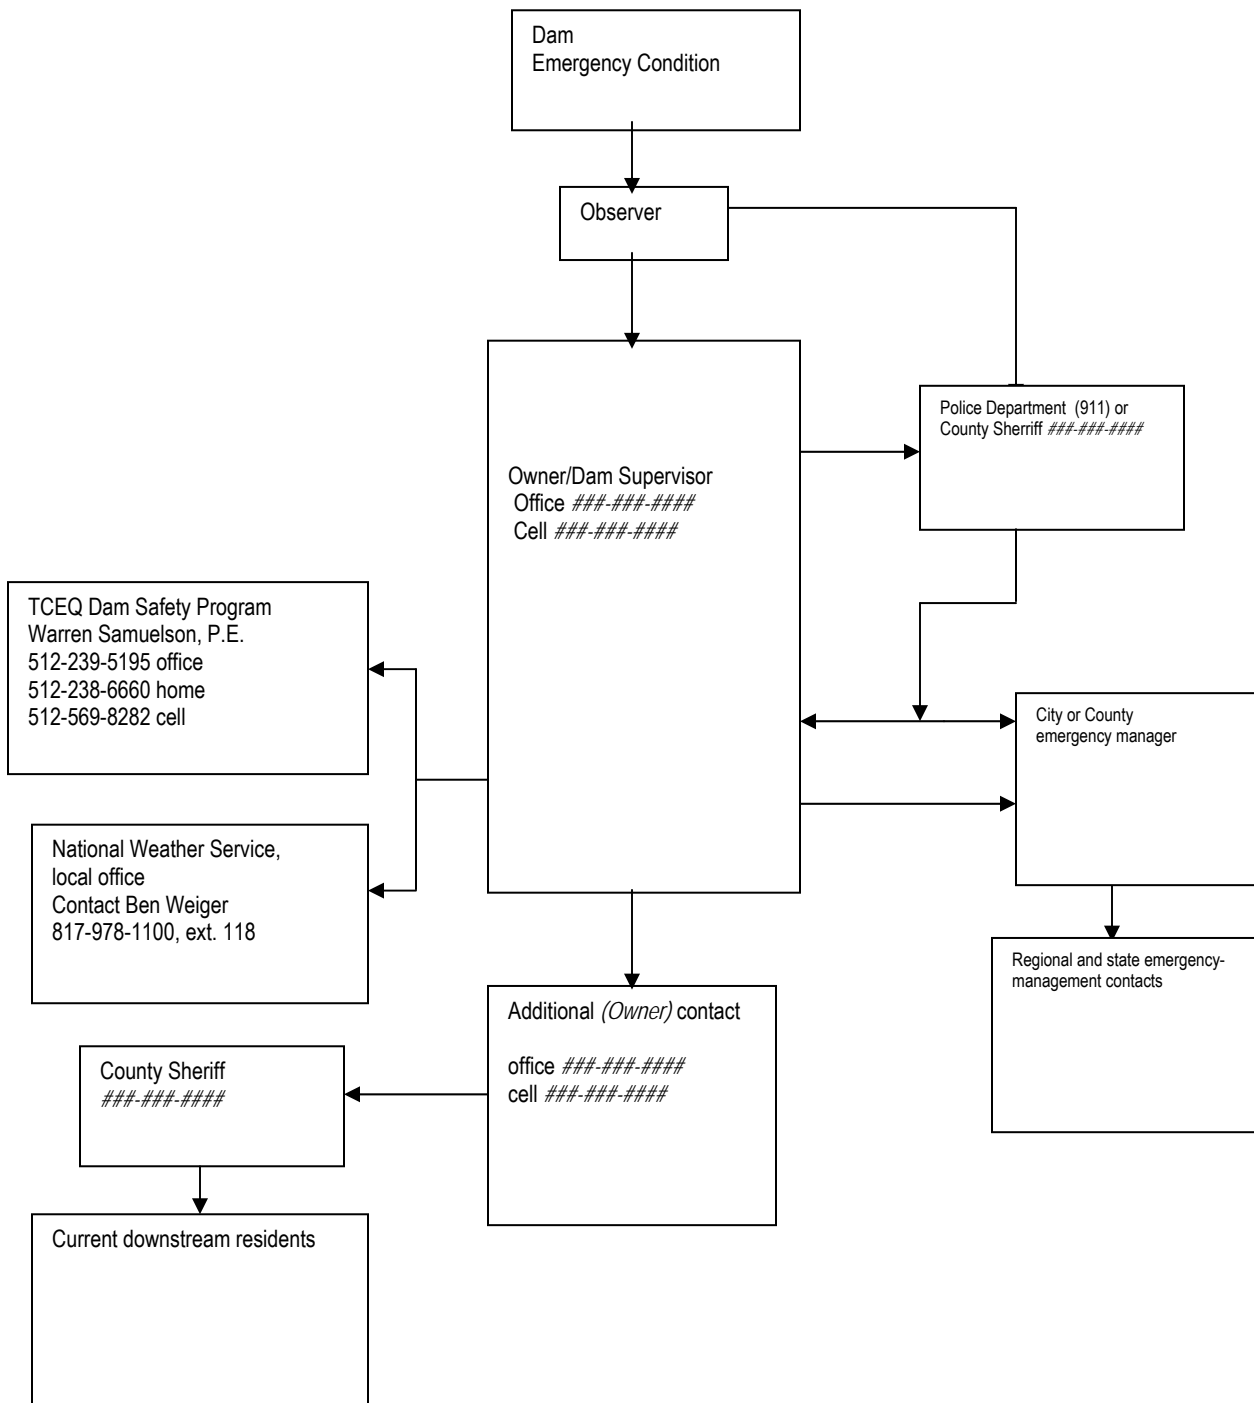 Dam
Emergency Condition
Observer
Police Department (911) or
County Sherriff ###-###-####
Owner/Dam Supervisor
Office ###-###-####
Cell ###-###-####
TCEQ Dam Safety Program
Warren Samuelson, P.E.
512-239-5195 office
512-238-6660 home
512-569-8282 cell
City or County
emergency manager
National Weather Service,
local office
Contact Ben Weiger
817-978-1100, ext. 118
Regional and state emergency-
management contacts
Additional (Owner) contact
office ###-###-####
cell ###-###-####
County Sheriff
###-###-####
Current downstream residents